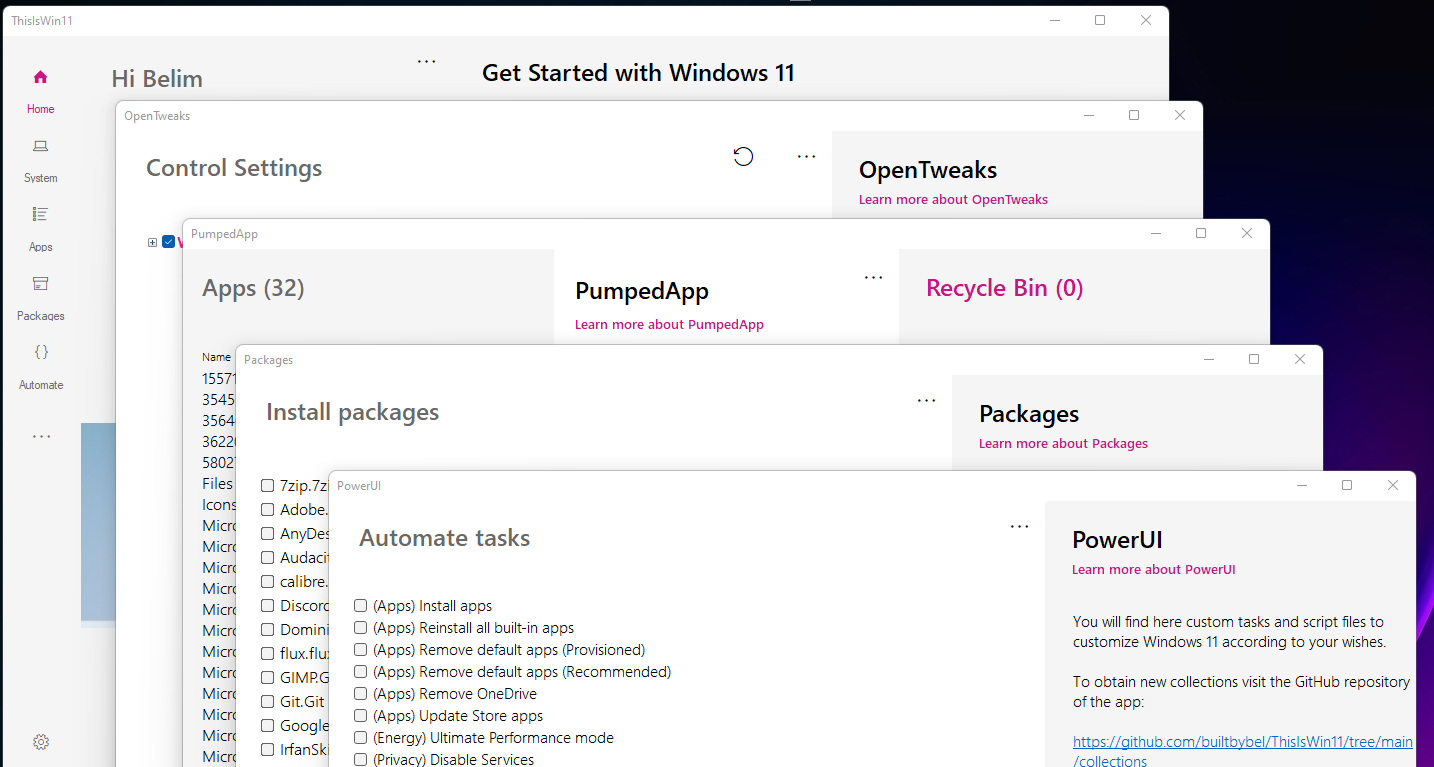 ThisIsWin11
Hi Belim
Get Started with Windows 11
Home
System
Apps
Packages
Automate
OpenTweaks
Control Settings
OpenTweaks
Learn more about OpenTweaks
PumpedApp
Apps (32)
PumpedApp
Learn more about PumpedApp
Recycle Bin (0)
Name
15571
3545
3564
3622
5802
Files
Icons
Micro
Micro
Micro
Micro
Micro
Micro
Micro
Micro
Micro
Micro
Micro
Micro
Packages
Install packages
Packages
Learn more about Packages
7zip.7zi
Adobe.
AnyDes
Audacit
calibre.
Discord
Domini
flux.flux
GIMP.G
Git.Git
Google
IrfanSki
PowerUI
Automate tasks
(Apps) Install apps
(Apps) Reinstall all built-in apps
(Apps) Remove default apps (Provisioned)
(Apps) Remove default apps (Recommended)
(Apps) Remove OneDrive
(Apps) Update Store apps
(Energy) Ultimate Performance mode
(Privacy) Disable Services
PowerUI
Learn more about PowerUI
You will find here custom tasks and script files to
customize Windows 11 according to your wishes.
To obtain new collections visit the GitHub repository
of the app:
https://github.com/builtbybel/ThisIsWin11/tree/main
/collections